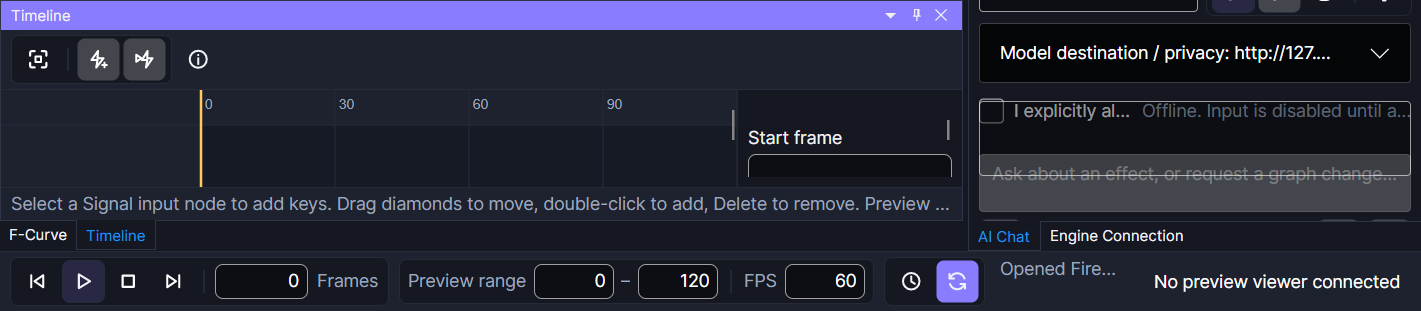 Timeline
0
30
60
90
Start frame
Select a Signal input node to add keys. Drag diamonds to move, double-click to add, Delete to remove. Preview ...
F-Curve
Timeline
Model destination / privacy: http://127....
I explicitly al...
Offline. Input is disabled until a...
Ask about an effect, or request a graph change...
AI Chat
Engine Connection
0
Frames
Preview range
0
–
120
FPS
60
Opened Fire...
No preview viewer connected